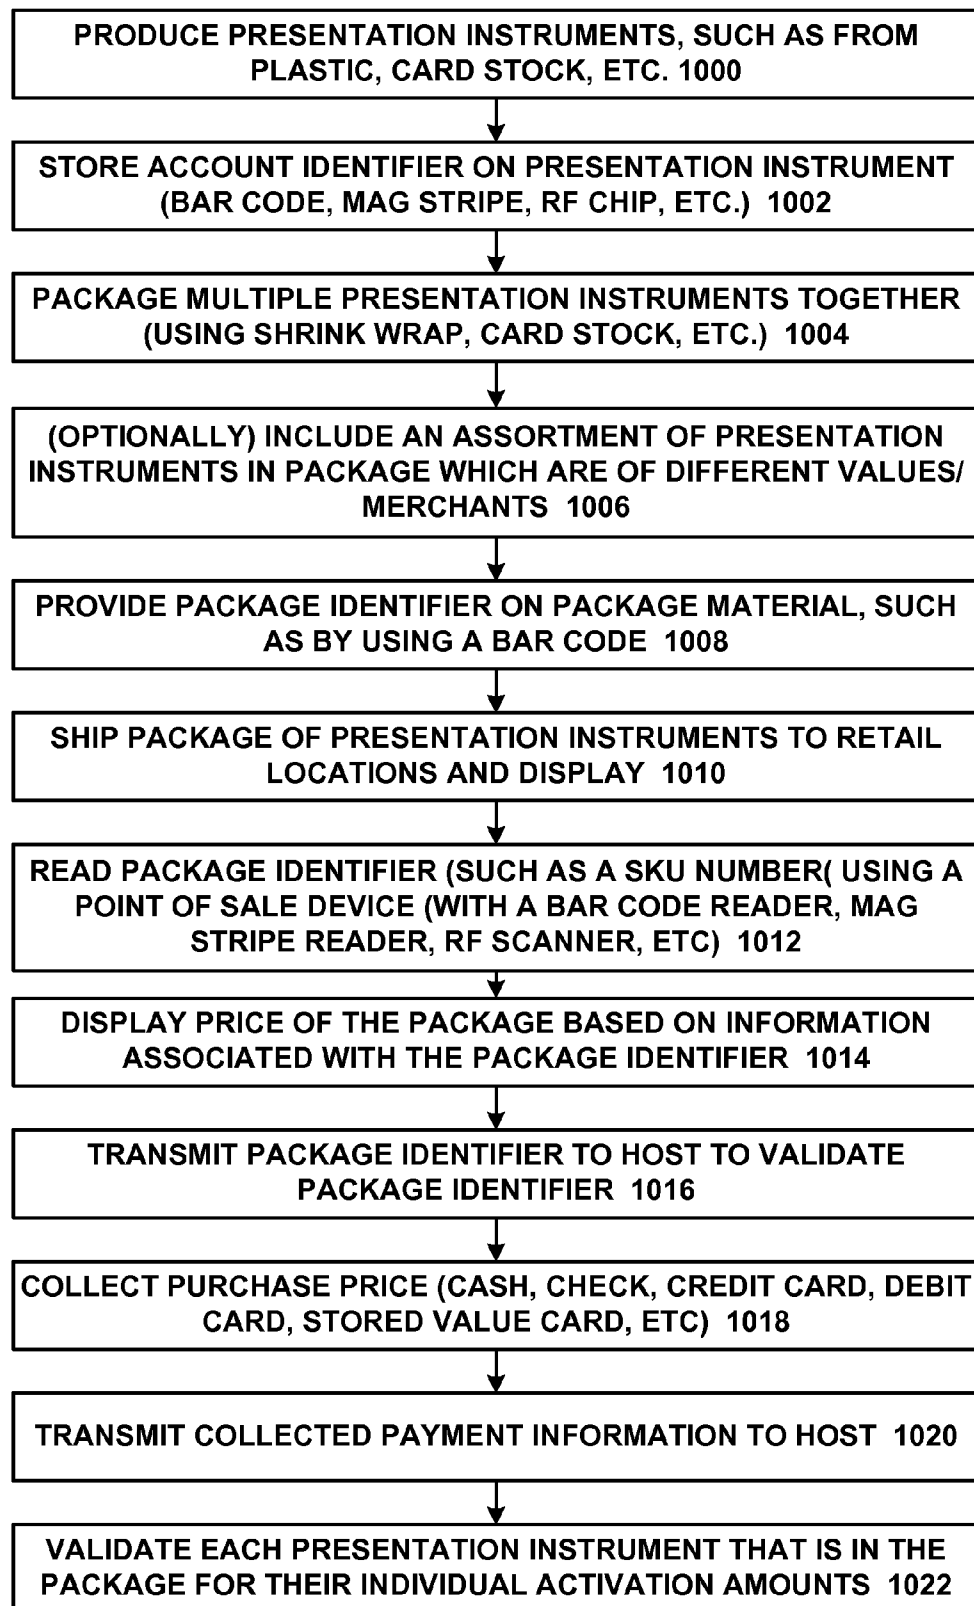 PRODUCE PRESENTATION INSTRUMENTS, SUCH AS FROM
PLASTIC, CARD STOCK, ETC. 1000
STORE ACCOUNT IDENTIFIER ON PRESENTATION INSTRUMENT
(BAR CODE, MAG STRIPE, RF CHIP, ETC.) 1002
PACKAGE MULTIPLE PRESENTATION INSTRUMENTS TOGETHER
(USING SHRINK WRAP, CARD STOCK, ETC.) 1004
(OPTIONALLY) INCLUDE AN ASSORTMENT OF PRESENTATION
INSTRUMENTS IN PACKAGE WHICH ARE OF DIFFERENT VALUES/
MERCHANTS 1006
PROVIDE PACKAGE IDENTIFIER ON PACKAGE MATERIAL, SUCH
AS BY USING A BAR CODE 1008
SHIP PACKAGE OF PRESENTATION INSTRUMENTS TO RETAIL
LOCATIONS AND DISPLAY 1010
READ PACKAGE IDENTIFIER (SUCH AS A SKU NUMBER( USING A
POINT OF SALE DEVICE (WITH A BAR CODE READER, MAG
STRIPE READER, RF SCANNER, ETC) 1012
DISPLAY PRICE OF THE PACKAGE BASED ON INFORMATION
ASSOCIATED WITH THE PACKAGE IDENTIFIER 1014
TRANSMIT PACKAGE IDENTIFIER TO HOST TO VALIDATE
PACKAGE IDENTIFIER 1016
COLLECT PURCHASE PRICE (CASH, CHECK, CREDIT CARD, DEBIT
CARD, STORED VALUE CARD, ETC) 1018
TRANSMIT COLLECTED PAYMENT INFORMATION TO HOST 1020
VALIDATE EACH PRESENTATION INSTRUMENT THAT IS IN THE
PACKAGE FOR THEIR INDIVIDUAL ACTIVATION AMOUNTS 1022